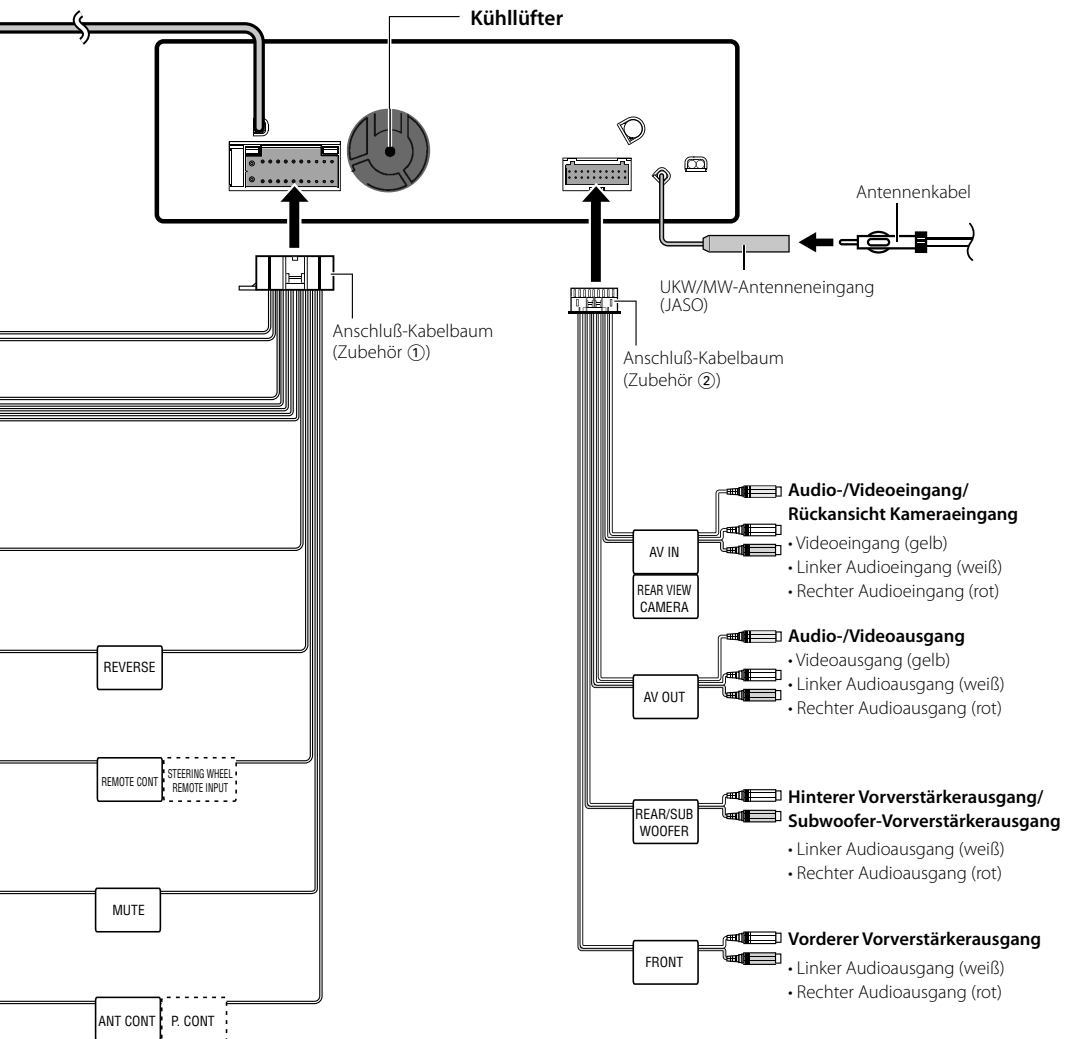 Kühllüfter
Antennenkabel
UKW/MW-Antenneneingang
(JASO)
Anschluß-Kabelbaum
(Zubehör ①)
Anschluß-Kabelbaum
(Zubehör ②)
AV IN
REAR VIEW
CAMERA
Audio-/Videoeingang/
Rückansicht Kameraeingang
• Videoeingang (gelb)
• Linker Audioeingang (weiß)
• Rechter Audioeingang (rot)
REVERSE
AV OUT
Audio-/Videoausgang
• Videoausgang (gelb)
• Linker Audioausgang (weiß)
• Rechter Audioausgang (rot)
REMOTE CONT
STEERING WHEEL
REMOTE INPUT
REAR/SUB
WOOFER
Hinterer Vorverstärkerausgang/
Subwoofer-Vorverstärkerausgang
• Linker Audioausgang (weiß)
• Rechter Audioausgang (rot)
MUTE
FRONT
Vorderer Vorverstärkerausgang
• Linker Audioausgang (weiß)
• Rechter Audioausgang (rot)
ANT CONT
P. CONT